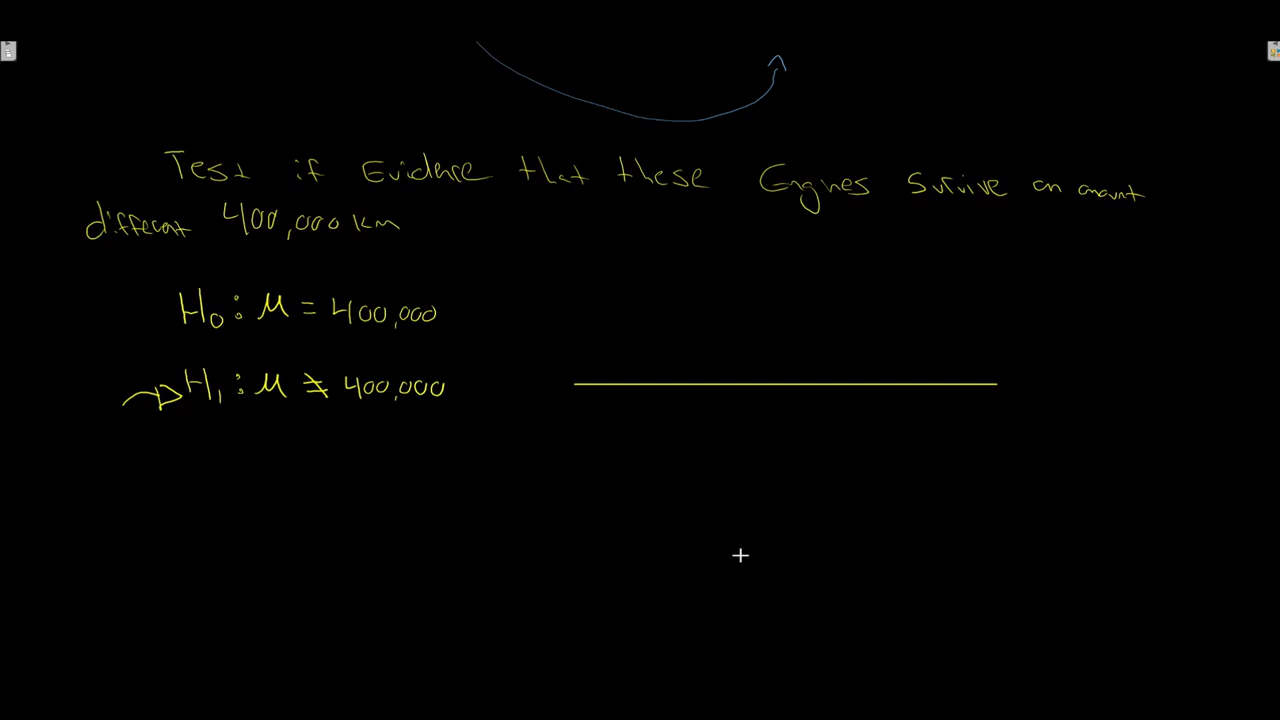 Test if Evidence that these Engines Survive an amount
different 400,000 km
H₀ : μ = 400,000
H₁ : μ ≠ 400,000